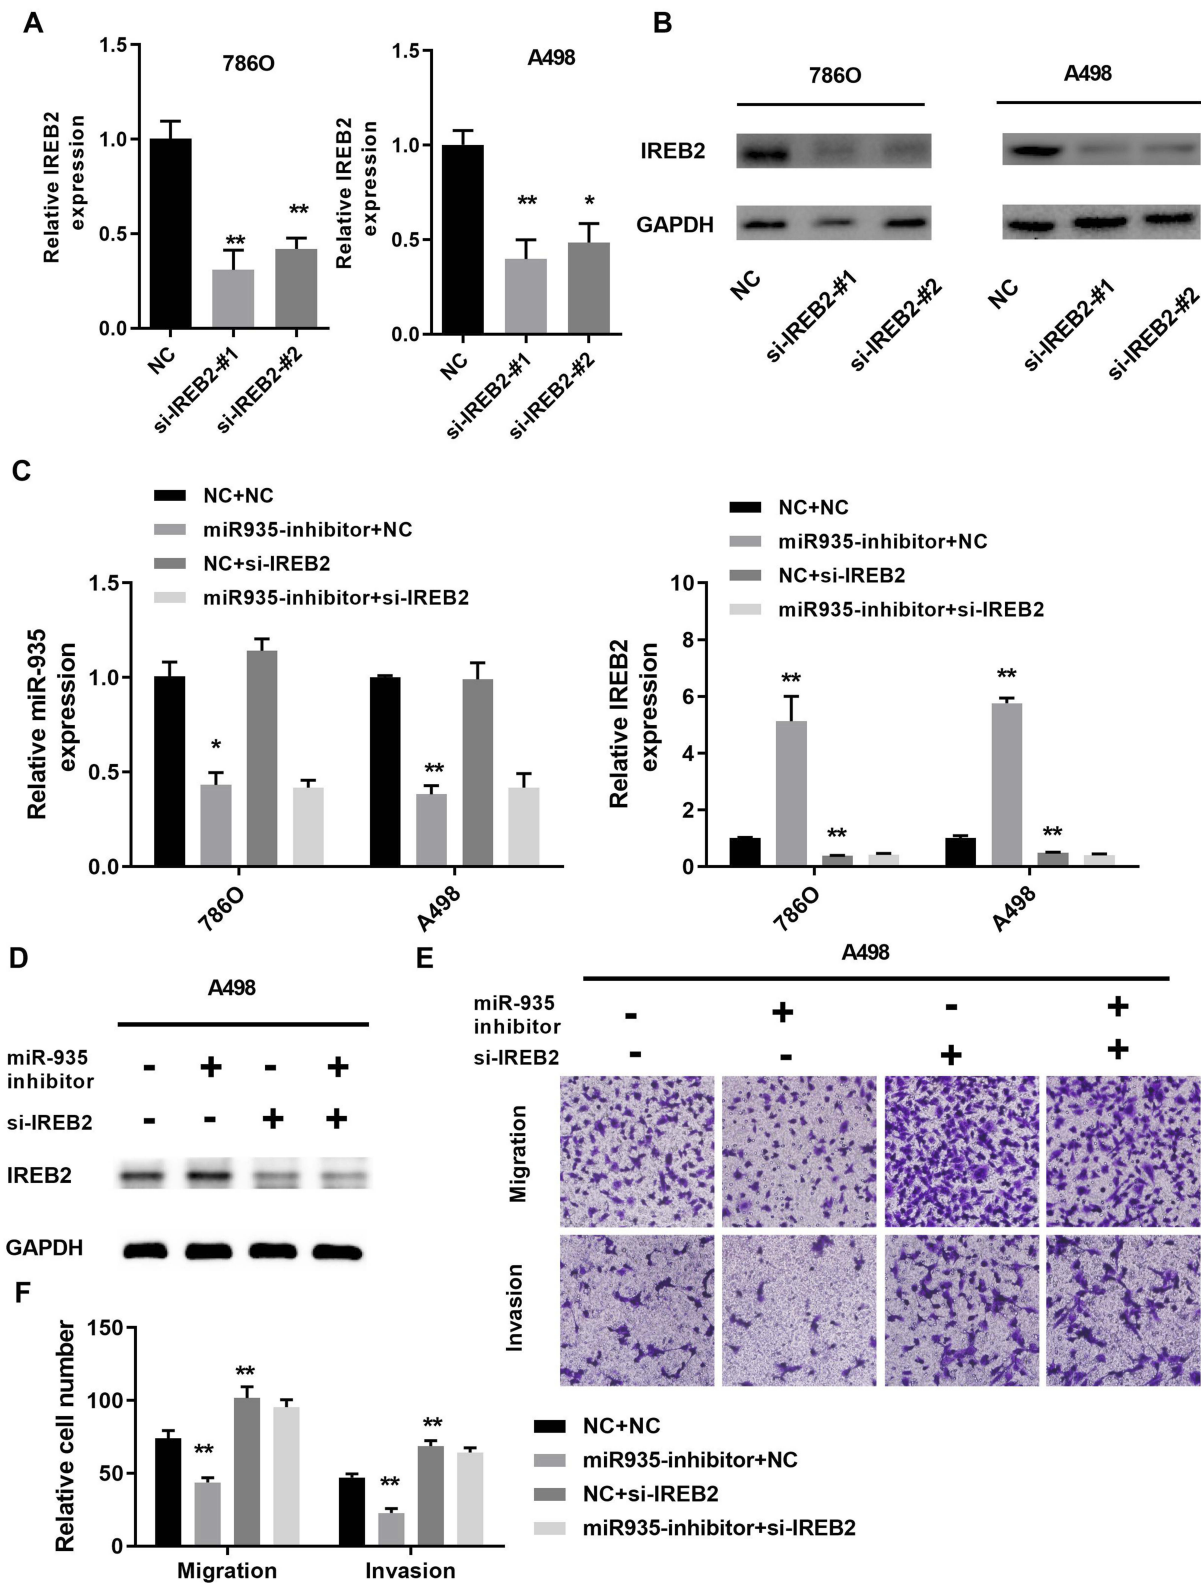 A
786O
Relative IREB2
expression
1.5
1.0
0.5
0.0
**
**
NC
si-IREB2-#1
si-IREB2-#2
A498
Relative IREB2
expression
1.5
1.0
0.5
0.0
**
*
NC
si-IREB2-#1
si-IREB2-#2
B
786O
A498
IREB2
GAPDH
NC
si-IREB2-#1
si-IREB2-#2
NC
si-IREB2-#1
si-IREB2-#2
C
NC+NC
miR935-inhibitor+NC
NC+si-IREB2
miR935-inhibitor+si-IREB2
Relative miR-935
expression
1.5
1.0
0.5
0.0
*
**
786O
A498
NC+NC
miR935-inhibitor+NC
NC+si-IREB2
miR935-inhibitor+si-IREB2
Relative IREB2
expression
10
8
6
4
2
0
**
**
**
**
786O
A498
D
A498
miR-935
inhibitor
- + - +
si-IREB2
- - + +
IREB2
GAPDH
E
A498
miR-935
inhibitor
- + - +
si-IREB2
- - + +
Migration
Invasion
F
Relative cell number
150
100
50
0
**
**
**
**
Migration
Invasion
NC+NC
miR935-inhibitor+NC
NC+si-IREB2
miR935-inhibitor+si-IREB2